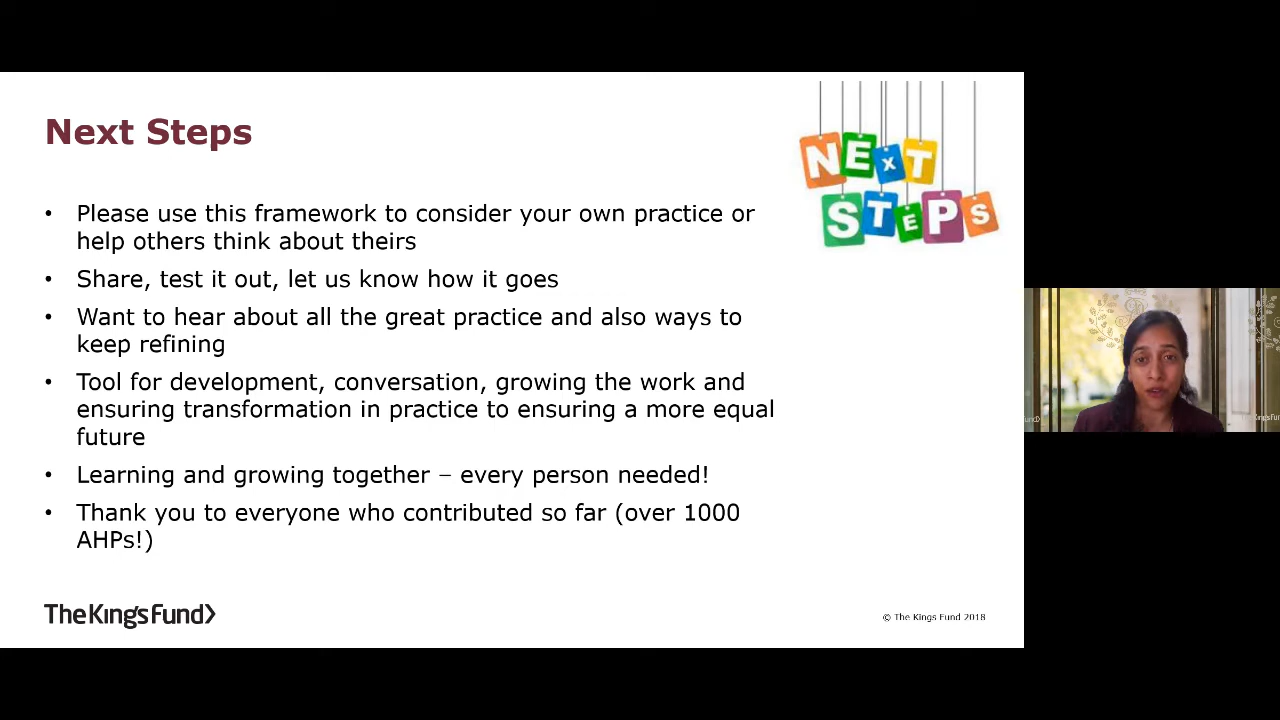 Next Steps
NEXT
STEPS
• Please use this framework to consider your own practice or
help others think about theirs
• Share, test it out, let us know how it goes
• Want to hear about all the great practice and also ways to
keep refining
• Tool for development, conversation, growing the work and
ensuring transformation in practice to ensuring a more equal
future
• Learning and growing together – every person needed!
• Thank you to everyone who contributed so far (over 1000
AHPs!)
TheKing'sFund>
© The Kings Fund 2018